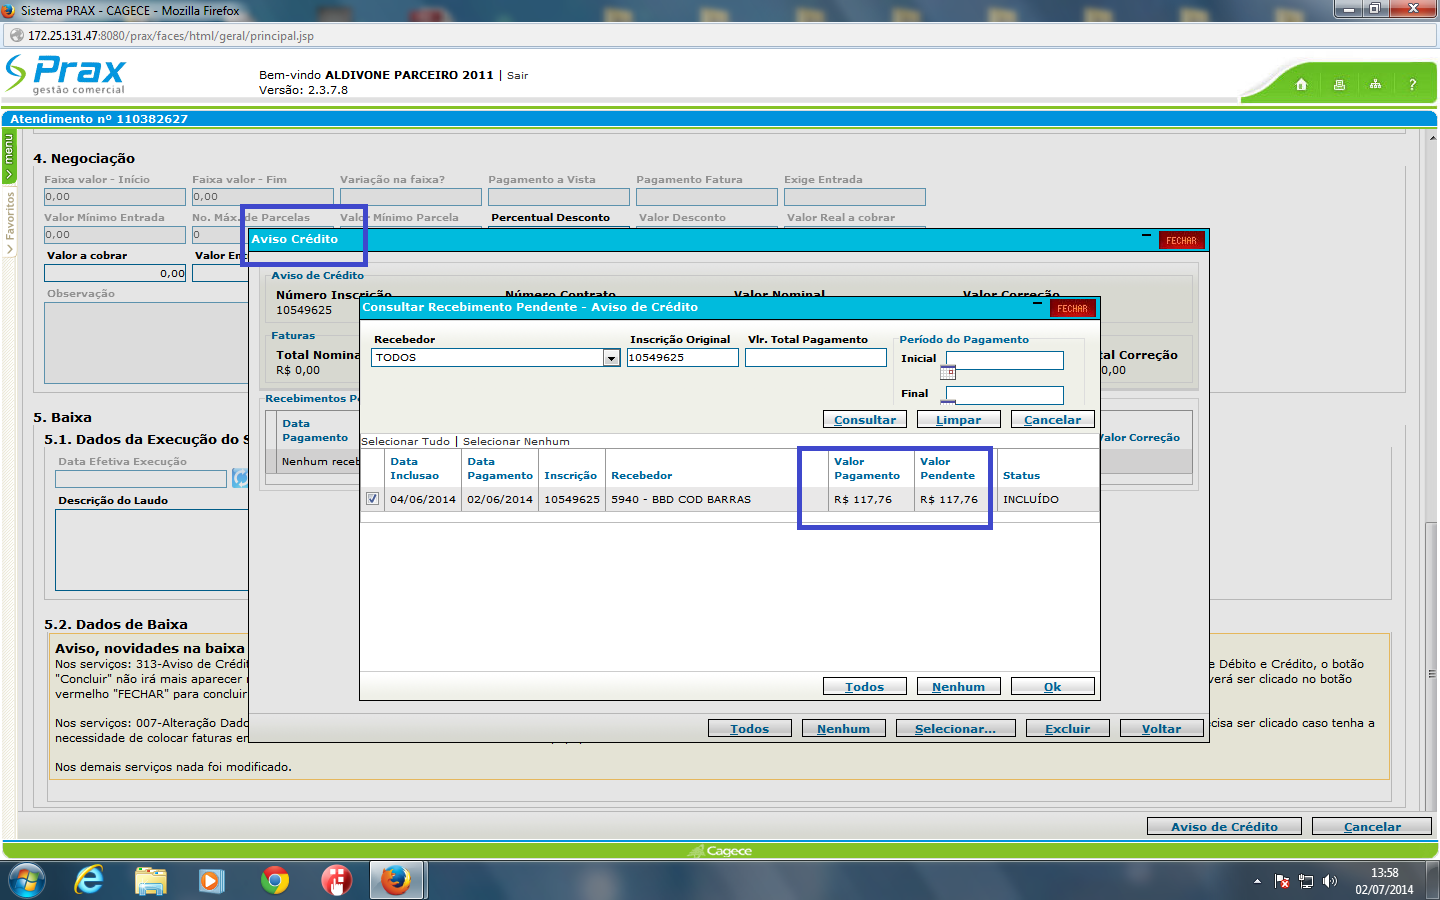 Sistema PRAX - CAGECE - Mozilla Firefox
172.25.131.47:8080/prax/faces/html/geral/principal.jsp
Prax
gestão comercial
Bem-vindo ALDIVONE PARCEIRO 2011 | Sair
Versão: 2.3.7.8
?
Atendimento nº 110382627
menu
Favoritos
4. Negociação
Faixa valor - Início Faixa valor - Fim Variação na faixa? Pagamento a Vista Pagamento Fatura Exige Entrada
0,00 0,00
Valor Mínimo Entrada No. Máx. de Parcelas Valor Mínimo Parcela Percentual Desconto Valor Desconto Valor Real a cobrar
0,00 0
Valor a cobrar Valor En
0,00
Observação
Aviso Crédito
FECHAR
Aviso de Crédito
Número Inscrição Número Contrato Valor Nominal Valor Correção
10549625
Faturas
Total Nomina tal Correção
R$ 0,00 0,00
Recebimentos P
Data
Pagamento Valor Correção
Nenhum receb
Consultar Recebimento Pendente - Aviso de Crédito
FECHAR
Recebedor Inscrição Original Vlr. Total Pagamento Período do Pagamento
TODOS 10549625
Inicial
Final
Consultar Limpar Cancelar
Selecionar Tudo | Selecionar Nenhum
Data Inclusao Data Pagamento Inscrição Recebedor Valor Pagamento Valor Pendente Status
04/06/2014 02/06/2014 10549625 5940 - BBD COD BARRAS R$ 117,76 R$ 117,76 INCLUÍDO
Todos Nenhum Ok
Todos Nenhum Selecionar... Excluir Voltar
5. Baixa
5.1. Dados da Execução do S
Data Efetiva Execução
Descrição do Laudo
5.2. Dados de Baixa
Aviso, novidades na baixa
Nos serviços: 313-Aviso de Crédit e Débito e Crédito, o botão
"Concluir" não irá mais aparecer verá ser clicado no botão
vermelho "FECHAR" para concluir
Nos serviços: 007-Alteração Dado cisa ser clicado caso tenha a
necessidade de colocar faturas en
Nos demais serviços nada foi modificado.
Aviso de Crédito Cancelar
Cagece
13:58
02/07/2014